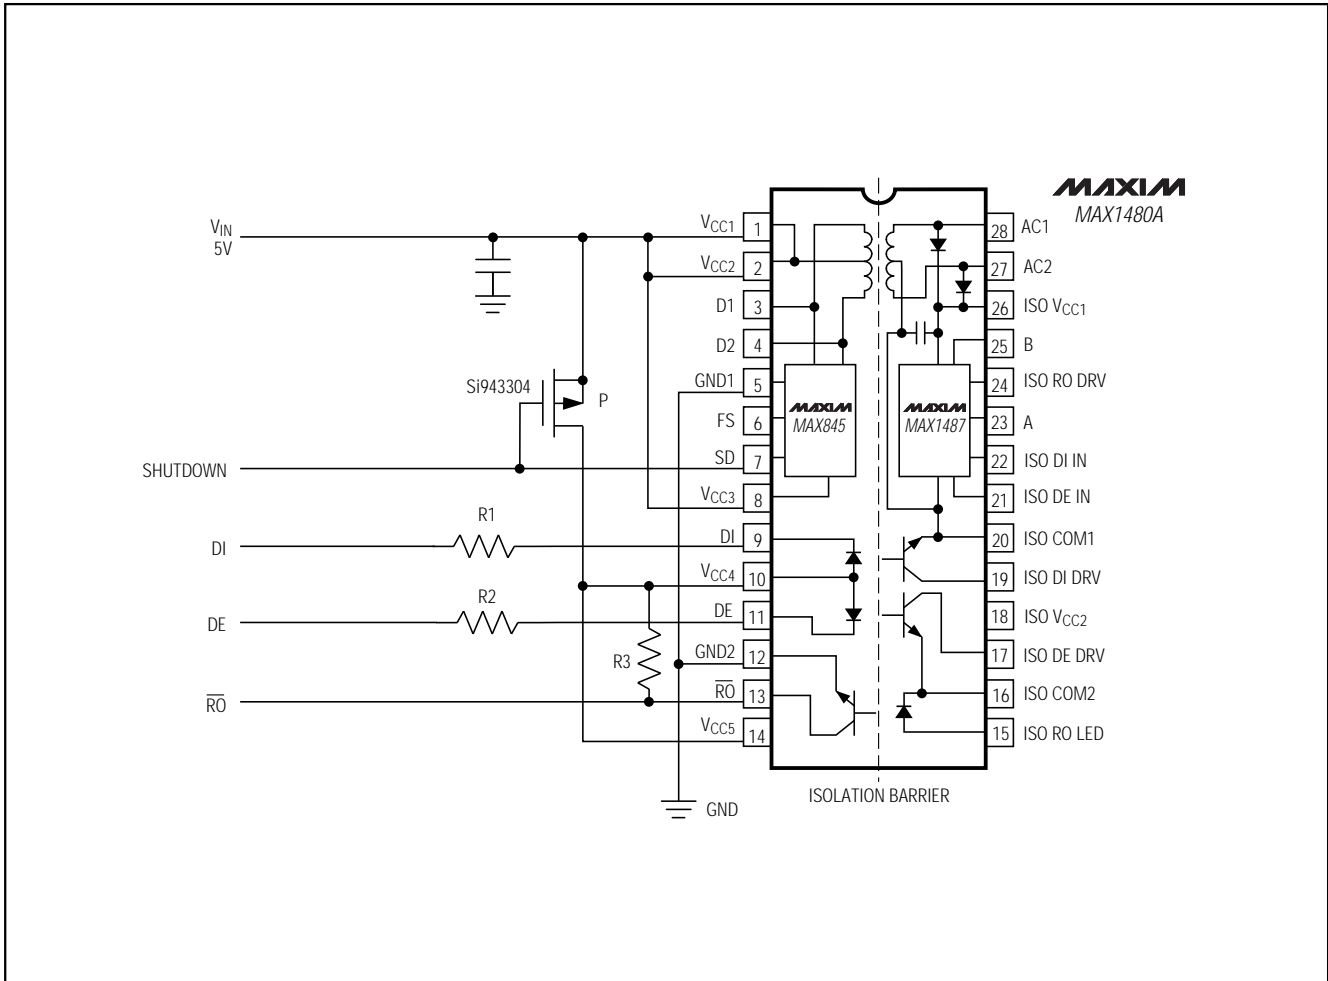 MAXIM
MAX1480A
VIN
5V
SHUTDOWN
DI
DE
R̅O̅
Si943304
P
R1
R2
R3
GND
VCC1
VCC2
D1
D2
GND1
FS
SD
VCC3
DI
VCC4
DE
GND2
R̅O̅
VCC5
1
2
3
4
5
6
7
8
9
10
11
12
13
14
MAXIM
MAX845
MAXIM
MAX1487
28 AC1
27 AC2
26 ISO VCC1
25 B
24 ISO RO DRV
23 A
22 ISO DI IN
21 ISO DE IN
20 ISO COM1
19 ISO DI DRV
18 ISO VCC2
17 ISO DE DRV
16 ISO COM2
15 ISO RO LED
ISOLATION BARRIER